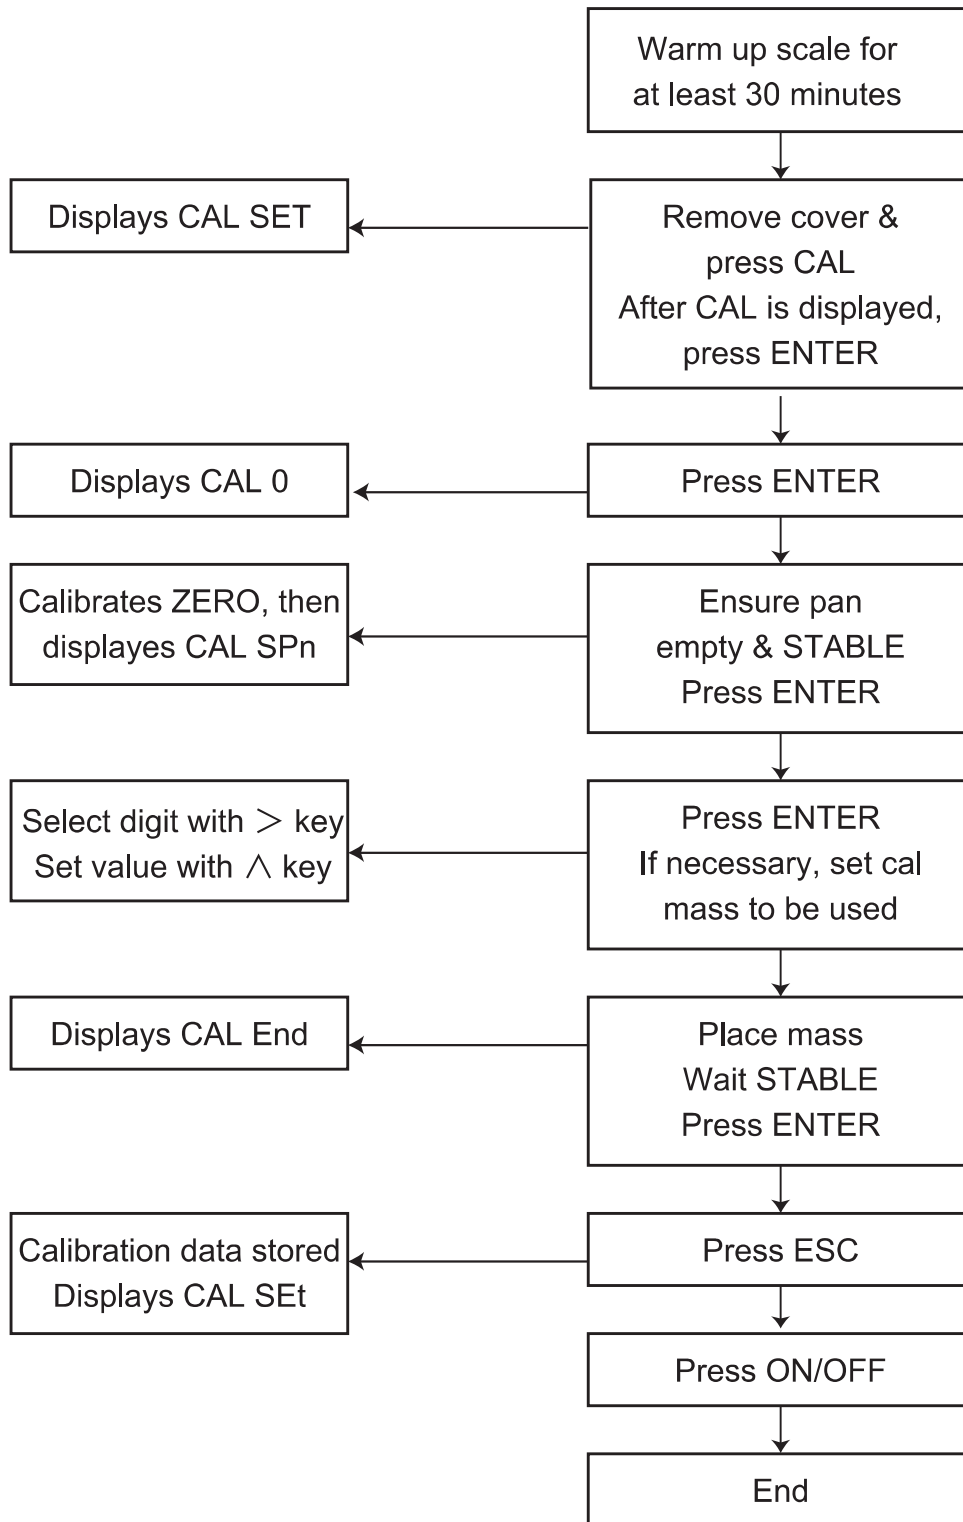 Warm up scale for
at least 30 minutes
Displays CAL SET
Remove cover &
press CAL
After CAL is displayed,
press ENTER
Displays CAL 0
Press ENTER
Calibrates ZERO, then
displayes CAL SPn
Ensure pan
empty & STABLE
Press ENTER
Select digit with > key
Set value with ∧ key
Press ENTER
If necessary, set cal
mass to be used
Displays CAL End
Place mass
Wait STABLE
Press ENTER
Calibration data stored
Displays CAL SEt
Press ESC
Press ON/OFF
End